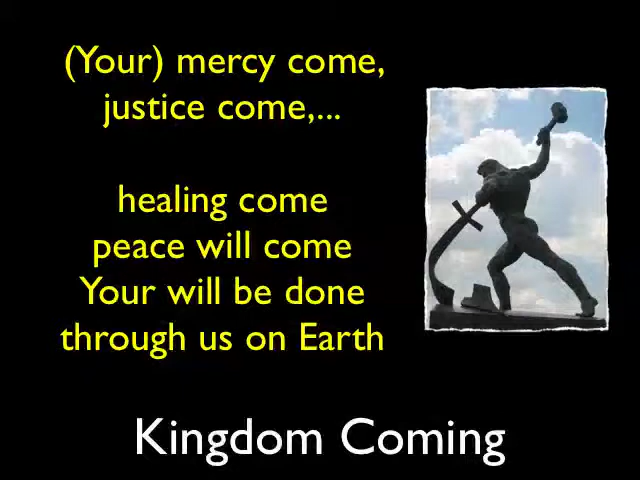 (Your) mercy come,
justice come,...
healing come
peace will come
Your will be done
through us on Earth
Kingdom Coming